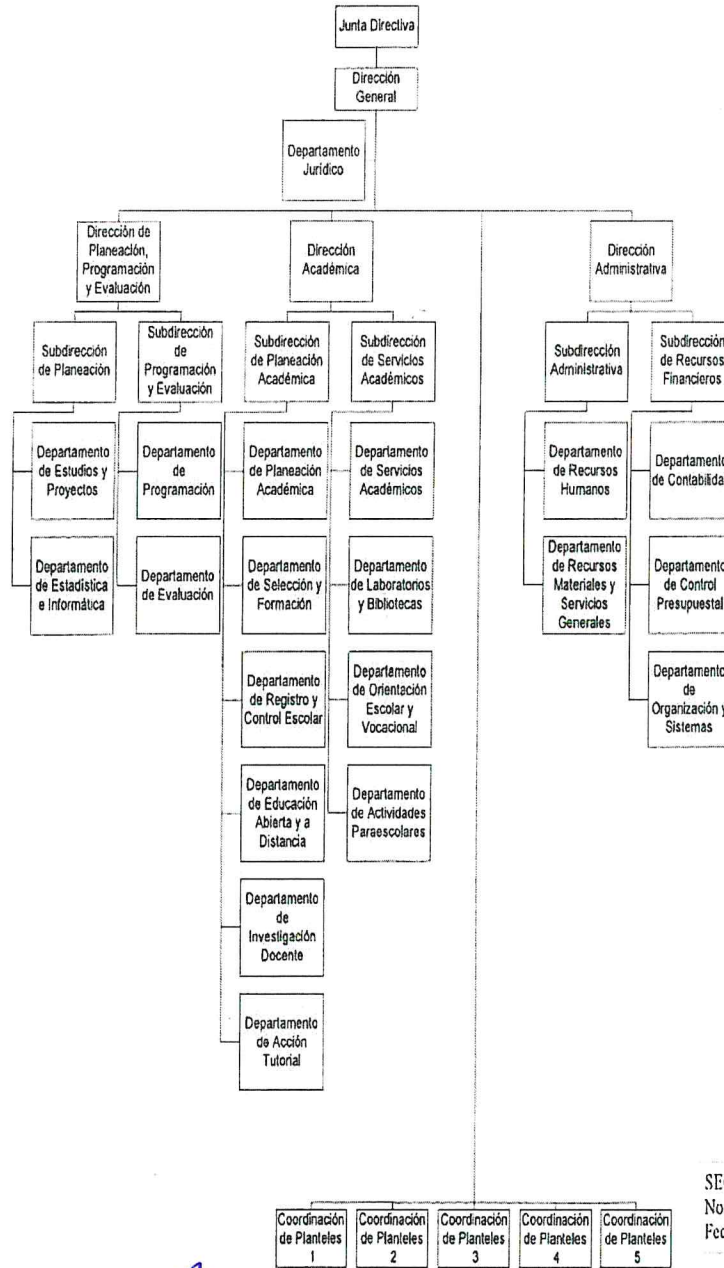 Junta Directiva
Dirección
General
Departamento
Jurídico
Dirección de
Planeación,
Programación
y Evaluación
Dirección
Académica
Dirección
Administrativa
Subdirección
de Planeación
Subdirección
de
Programación
y Evaluación
Subdirección
de Planeación
Académica
Subdirección
de Servicios
Académicos
Subdirección
Administrativa
Subdirección
de Recursos
Financieros
Departamento
de Estudios y
Proyectos
Departamento
de
Programación
Departamento
de Planeación
Académica
Departamento
de Servicios
Académicos
Departamento
de Recursos
Humanos
Departamento
de Contabilida
Departamento
de Estadística
e Informática
Departamento
de Evaluación
Departamento
de Selección y
Formación
Departamento
de Laboratorios
y Bibliotecas
Departamento
de Recursos
Materiales y
Servicios
Generales
Departamento
de Control
Presupuestal
Departamento
de Registro y
Control Escolar
Departamento
de Orientación
Escolar y
Vocacional
Departamento
de
Organización y
Sistemas
Departamento
de Educación
Abierta y a
Distancia
Departamento
de Actividades
Paraescolares
Departamento
de
Investigación
Docente
Departamento
de Acción
Tutorial
Coordinación
de Planteles
1
Coordinación
de Planteles
2
Coordinación
de Planteles
3
Coordinación
de Planteles
4
Coordinación
de Planteles
5
No